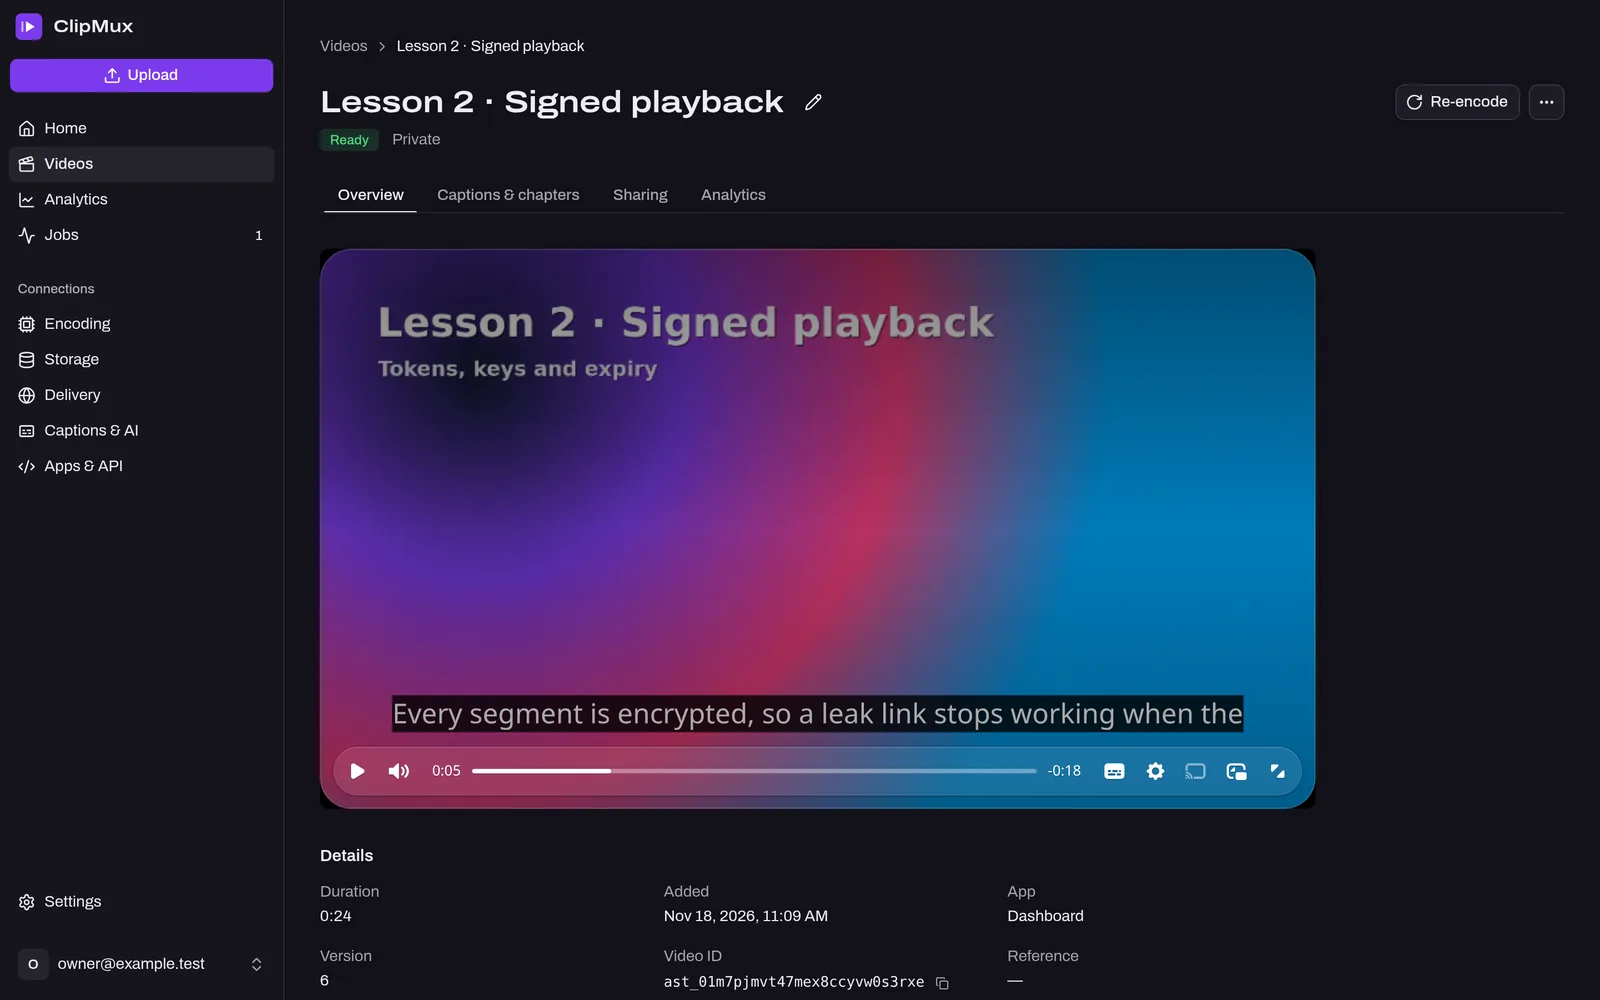 ClipMux
Upload
Home
Videos
Analytics
Jobs 1
Connections
Encoding
Storage
Delivery
Captions & AI
Apps & API
Settings
O owner@example.test
Videos > Lesson 2 · Signed playback
Lesson 2 · Signed playback
Re-encode
Ready Private
Overview Captions & chapters Sharing Analytics
Lesson 2 · Signed playback
Tokens, keys and expiry
Every segment is encrypted, so a leak link stops working when the
0:05 -0:18
Details
Duration Added App
0:24 Nov 18, 2026, 11:09 AM Dashboard
Version Video ID Reference
6 ast_01m7pjmvt47mex8ccyvw0s3rxe —